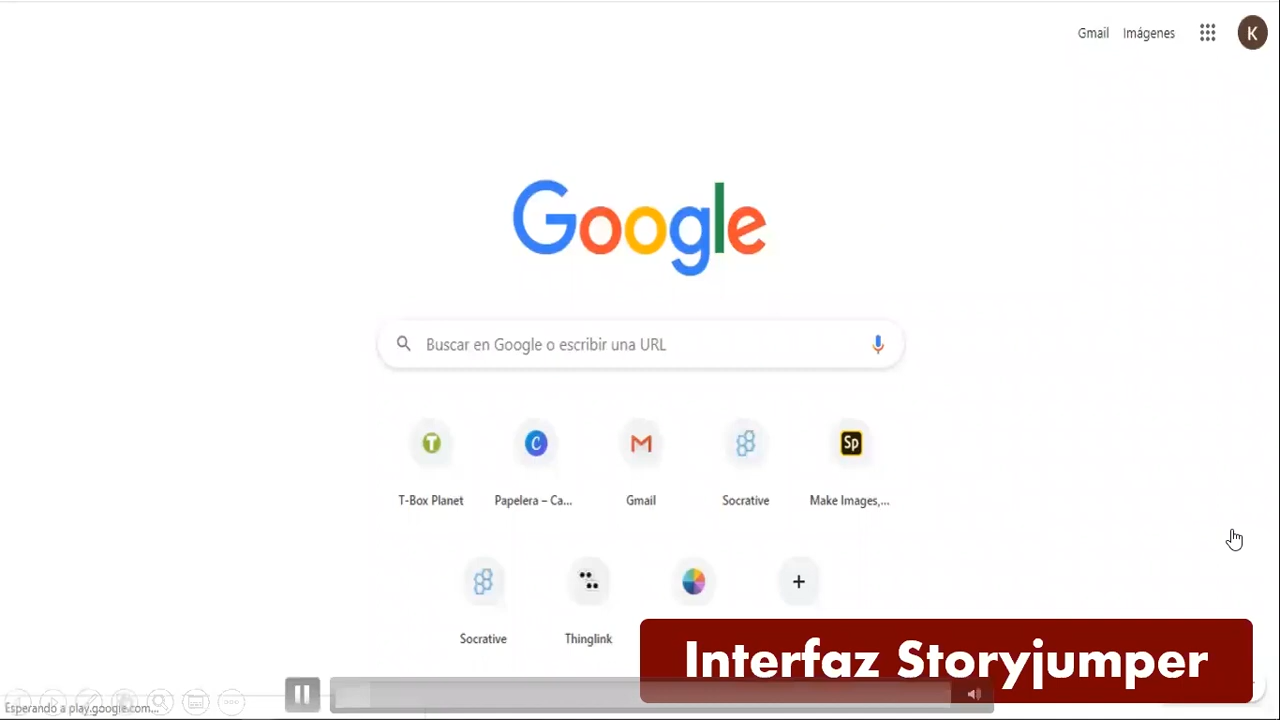 Gmail Imágenes K
Google
Buscar en Google o escribir una URL
T-Box Planet Papelera – Ca... Gmail Socrative Make Images,...
Socrative Thinglink
Interfaz Storyjumper
Esperando a play.google.com...